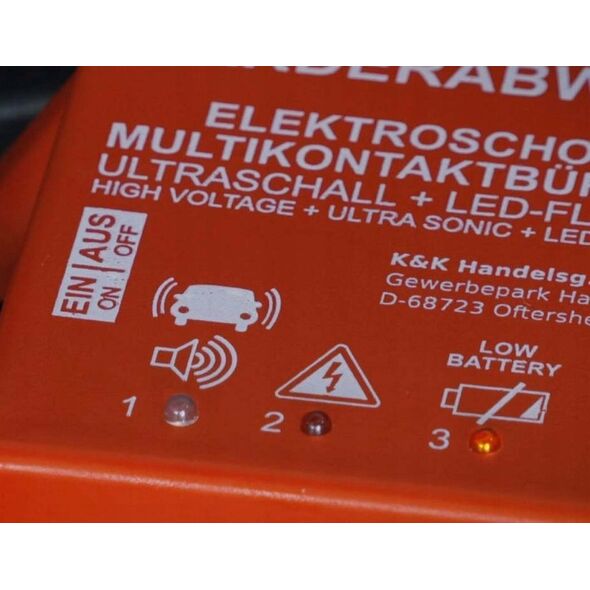 ELEKTROSCHO
MULTIKONTAKTBÜ
ULTRASCHALL + LED-FL
HIGH VOLTAGE + ULTRA SONIC + LED
EIN | AUS
ON | OFF
K&K Handelsg
Gewerbepark Ha
D-68723 Oftershe
LOW
BATTERY
1
2
3